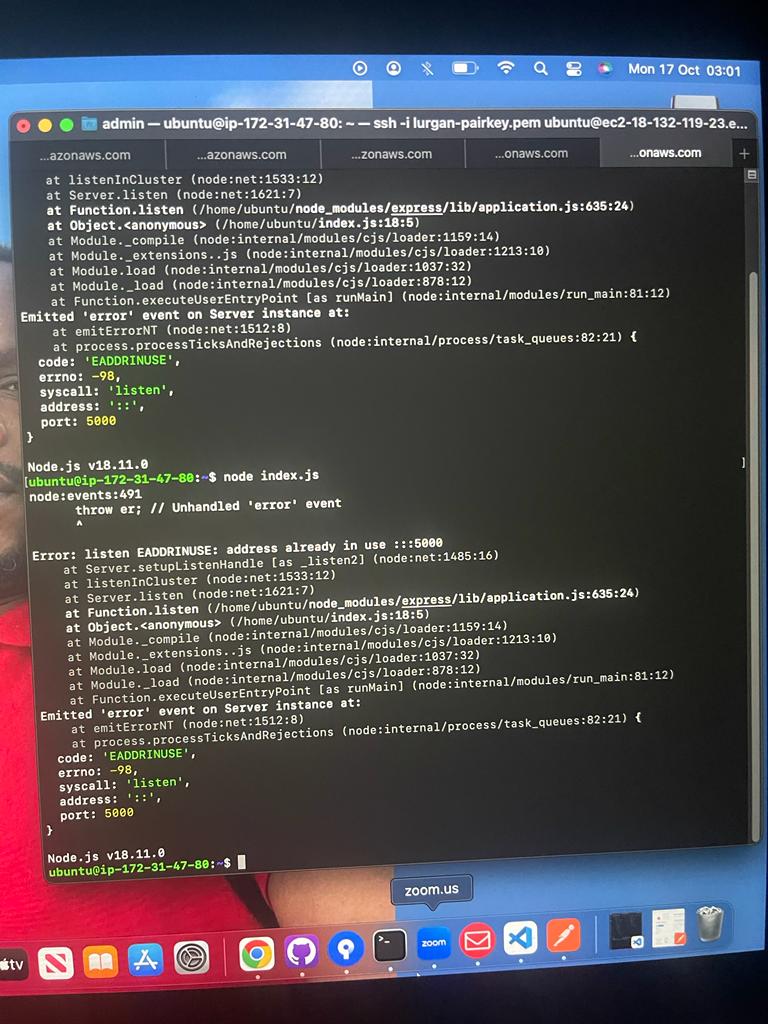 Mon 17 Oct 03:01
admin — ubuntu@ip-172-31-47-80: ~ — ssh -i lurgan-pairkey.pem ubuntu@ec2-18-132-119-23.e...
...azonaws.com ...azonaws.com ...zonaws.com ...onaws.com ...onaws.com +
at listenInCluster (node:net:1533:12)
at Server.listen (node:net:1621:7)
at Function.listen (/home/ubuntu/node_modules/express/lib/application.js:635:24)
at Object.<anonymous> (/home/ubuntu/index.js:18:5)
at Module._compile (node:internal/modules/cjs/loader:1159:14)
at Module._extensions..js (node:internal/modules/cjs/loader:1213:10)
at Module.load (node:internal/modules/cjs/loader:1037:32)
at Module._load (node:internal/modules/cjs/loader:878:12)
at Function.executeUserEntryPoint [as runMain] (node:internal/modules/run_main:81:12)
Emitted 'error' event on Server instance at:
at emitErrorNT (node:net:1512:8)
at process.processTicksAndRejections (node:internal/process/task_queues:82:21) {
code: 'EADDRINUSE',
errno: -98,
syscall: 'listen',
address: '::',
port: 5000
}
Node.js v18.11.0
[ubuntu@ip-172-31-47-80:~$ node index.js ]
node:events:491
throw er; // Unhandled 'error' event
^
Error: listen EADDRINUSE: address already in use :::5000
at Server.setupListenHandle [as _listen2] (node:net:1485:16)
at listenInCluster (node:net:1533:12)
at Server.listen (node:net:1621:7)
at Function.listen (/home/ubuntu/node_modules/express/lib/application.js:635:24)
at Object.<anonymous> (/home/ubuntu/index.js:18:5)
at Module._compile (node:internal/modules/cjs/loader:1159:14)
at Module._extensions..js (node:internal/modules/cjs/loader:1213:10)
at Module.load (node:internal/modules/cjs/loader:1037:32)
at Module._load (node:internal/modules/cjs/loader:878:12)
at Function.executeUserEntryPoint [as runMain] (node:internal/modules/run_main:81:12)
Emitted 'error' event on Server instance at:
at emitErrorNT (node:net:1512:8)
at process.processTicksAndRejections (node:internal/process/task_queues:82:21) {
code: 'EADDRINUSE',
errno: -98,
syscall: 'listen',
address: '::',
port: 5000
}
Node.js v18.11.0
ubuntu@ip-172-31-47-80:~$
zoom.us
tv
zoom